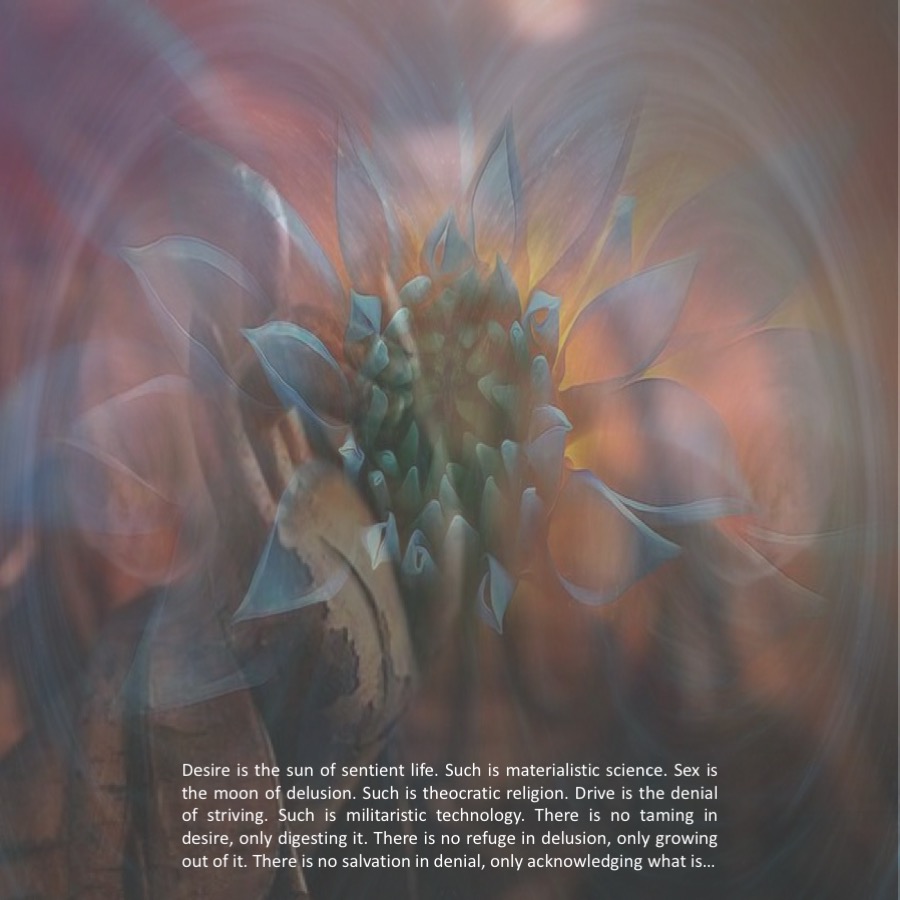 Desire is the sun of sentient life. Such is materialistic science. Sex is
the moon of delusion. Such is theocratic religion. Drive is the denial
of striving. Such is militaristic technology. There is no taming in
desire, only digesting it. There is no refuge in delusion, only growing
out of it. There is no salvation in denial, only acknowledging what is...